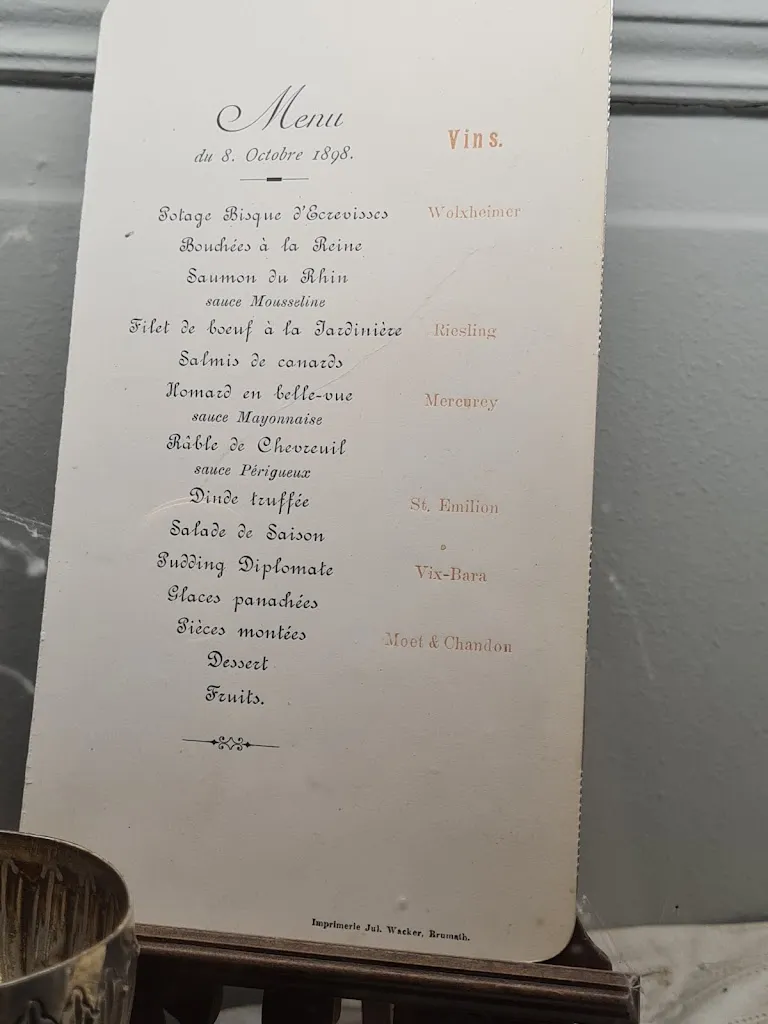 Menu
du 8. Octobre 1898.
Potage Bisque d'Ecrevisses
Bouchées à la Reine
Saumon du Rhin
sauce Mousseline
Filet de boeuf à la Jardinière
Salmis de canards
Homard en belle-vue
sauce Mayonnaise
Râble de Chevreuil
sauce Périgueux
Dinde truffée
Salade de Saison
Pudding Diplomate
Glaces panachées
Pièces montées
Dessert
Fruits.
Vins.
Wolxheimer
Riesling
Mercurey
St. Emilion
Vix-Bara
Moet & Chandon
Imprimerie Jul. Wacker, Brumath.